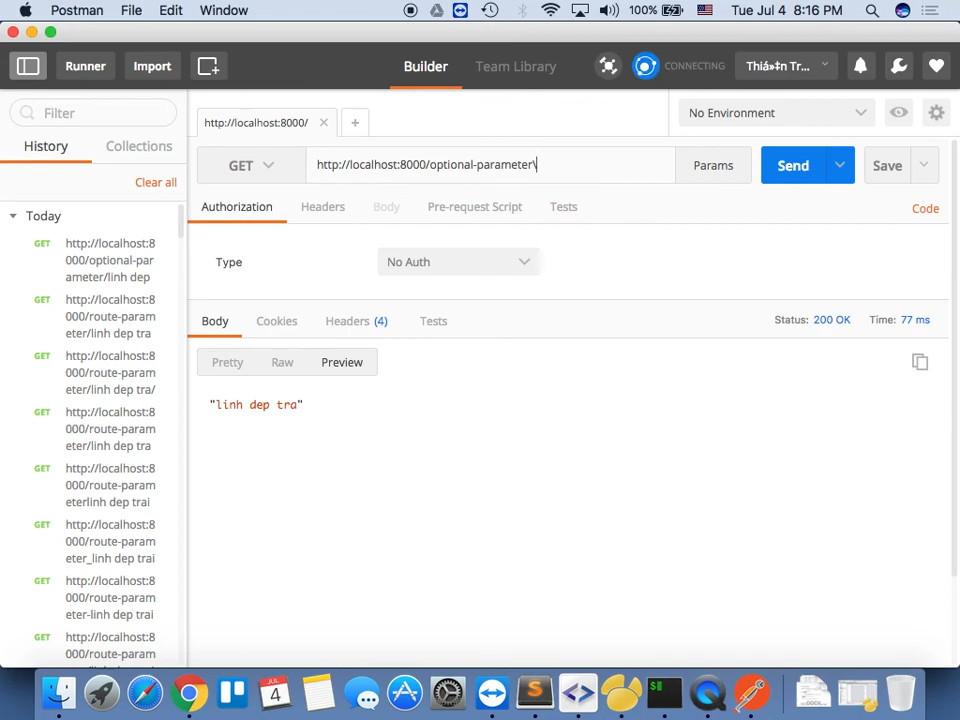 Postman File Edit Window 100% Tue Jul 4 8:16 PM
Runner Import Builder Team Library CONNECTING Thiá»‡n Tr...
Filter
http://localhost:8000/
No Environment
History Collections
GET http://localhost:8000/optional-parameter\ Params Send Save
Clear all
Authorization Headers Body Pre-request Script Tests Code
Today
GET http://localhost:8
000/optional-par
ameter/linh dep
Type No Auth
GET http://localhost:8
000/route-param
eter/linh dep tra
Body Cookies Headers (4) Tests Status: 200 OK Time: 77 ms
GET http://localhost:8
000/route-param
eter/linh dep tra/
Pretty Raw Preview
"linh dep tra"
GET http://localhost:8
000/route-param
eter/linh dep tra
GET http://localhost:8
000/route-param
eterlinh dep trai
GET http://localhost:8
000/route-param
eter_linh dep trai
GET http://localhost:8
000/route-param
eter-linh dep trai
GET http://localhost:8
000/route-param
JUL
4
$
DOCX